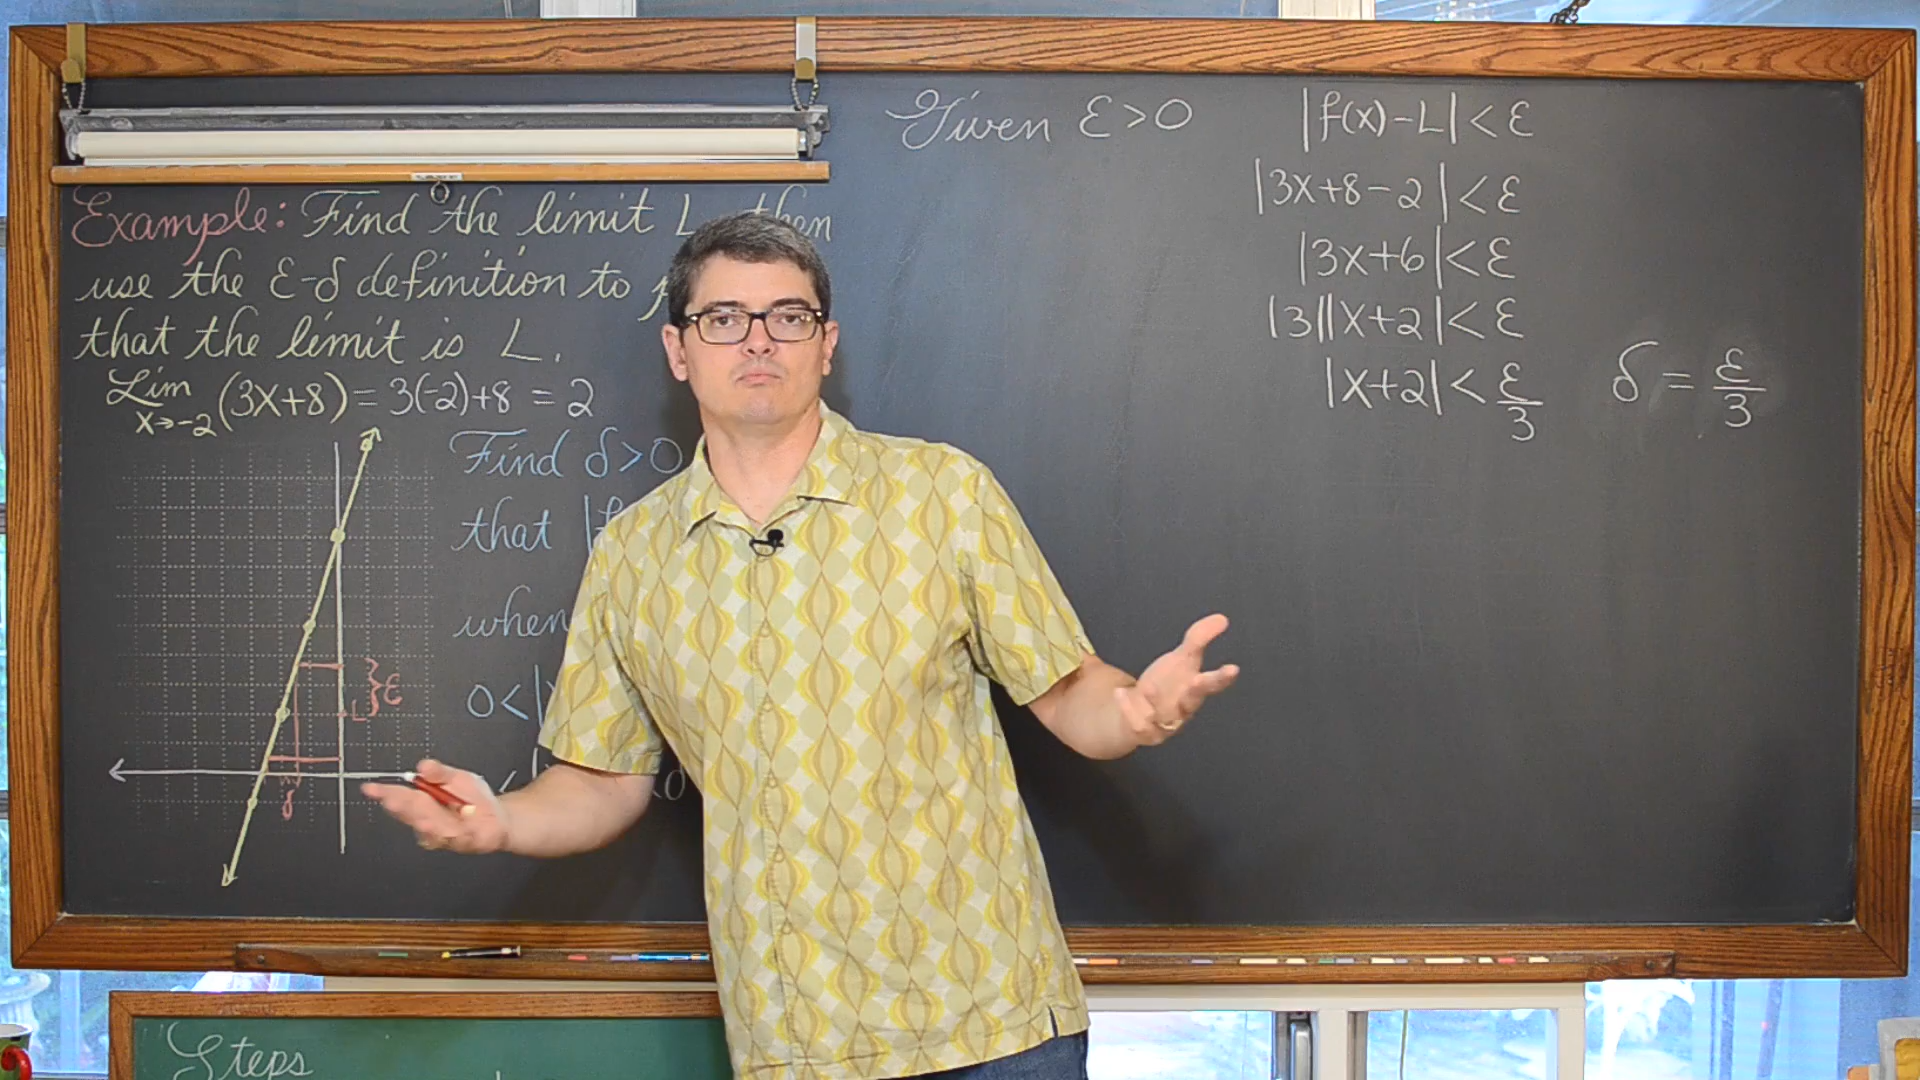 Example: Find the limit L, then
use the ε-δ definition to
that the limit is L.
Lim (3x+8) = 3(-2)+8 = 2
x→-2
Find δ>0
that
when
0<|
<
ε
L
δ
Given ε>0
|f(x)-L|<ε
|3x+8-2|<ε
|3x+6|<ε
|3||x+2|<ε
|x+2|<ε/3 δ=ε/3
Steps